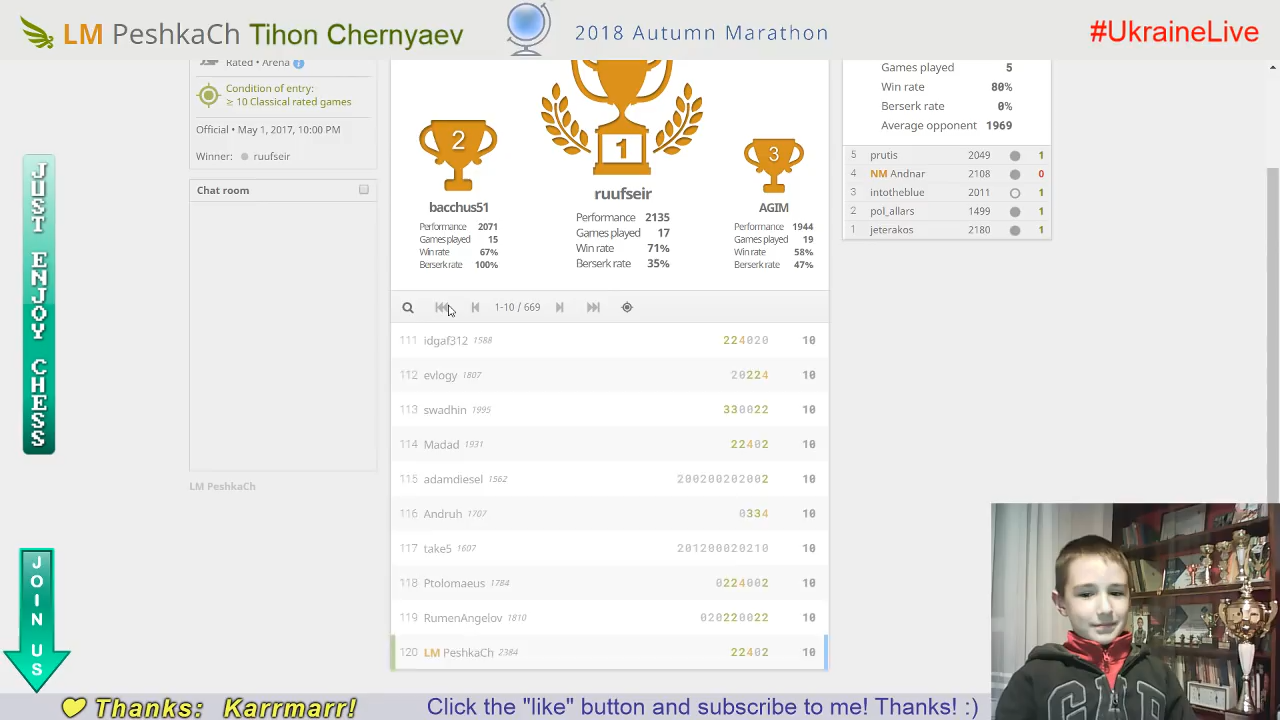 LM PeshkaCh Tihon Chernyaev
2018 Autumn Marathon
#UkraineLive
Rated • Arena
Condition of entry:
≥ 10 Classical rated games
Official • May 1, 2017, 10:00 PM
Winner: ruufseir
Chat room
LM PeshkaCh
JUST ENJOY CHESS
JOIN US
2
bacchus51
Performance 2071
Games played 15
Win rate 67%
Berserk rate 100%
1
ruufseir
Performance 2135
Games played 17
Win rate 71%
Berserk rate 35%
3
AGIM
Performance 1944
Games played 19
Win rate 58%
Berserk rate 47%
1-10 / 669
111 idgaf312 1588 224020 10
112 evlogy 1807 20224 10
113 swadhin 1995 330022 10
114 Madad 1931 22402 10
115 adamdiesel 1562 200200202002 10
116 Andruh 1707 0334 10
117 take5 1607 201200020210 10
118 Ptolomaeus 1784 0224002 10
119 RumenAngelov 1810 020220022 10
120 LM PeshkaCh 2384 22402 10
Games played 5
Win rate 80%
Berserk rate 0%
Average opponent 1969
5 prutis 2049 1
4 NM Andnar 2108 0
3 intotheblue 2011 1
2 pol_allars 1499 1
1 jeterakos 2180 1
GAP
Thanks: Karrmarr!
Click the "like" button and subscribe to me! Thanks! :)